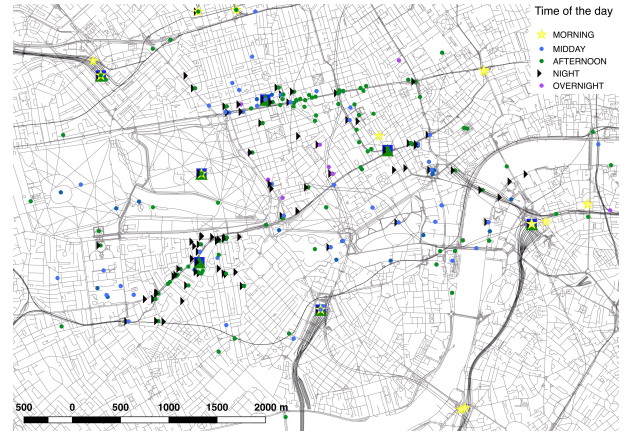 Time of the day
MORNING
MIDDAY
AFTERNOON
NIGHT
OVERNIGHT
500 0 500 1000 1500 2000 m